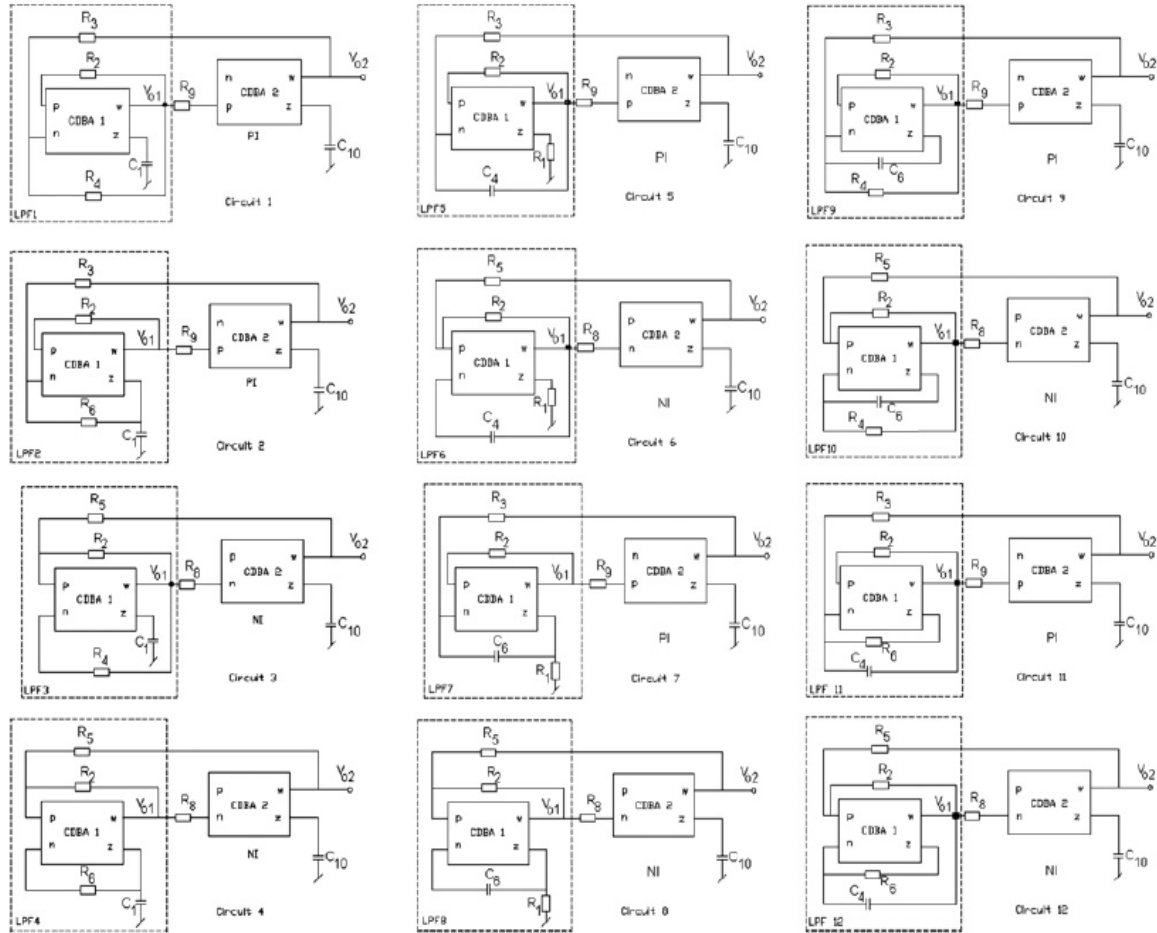 R3
R2
p
w
Vo1
R9
CDBA 1
n
z
C1
R4
LPF1
n
w
Vo2
CDBA 2
p
z
PI
C10
Circuit 1
R3
R2
p
w
Vo1
R9
CDBA 1
n
z
R1
C4
LPF5
n
w
Vo2
CDBA 2
p
z
PI
C10
Circuit 5
R3
R2
p
w
Vo1
R9
CDBA 1
n
z
C6
R4
LPF9
n
w
Vo2
CDBA 2
p
z
PI
C10
Circuit 9
R3
R2
p
w
Vo1
R9
CDBA 1
n
z
R6
C1
LPF2
n
w
Vo2
CDBA 2
p
z
PI
C10
Circuit 2
R5
R2
p
w
Vo1
R8
CDBA 1
n
z
R1
C4
LPF6
p
w
Vo2
CDBA 2
n
z
NI
C10
Circuit 6
R5
R2
p
w
Vo1
R8
CDBA 1
n
z
C6
R4
LPF10
p
w
Vo2
CDBA 2
n
z
NI
C10
Circuit 10
R5
R2
p
w
Vo1
R8
CDBA 1
n
z
C1
R4
LPF3
p
w
Vo2
CDBA 2
n
z
NI
C10
Circuit 3
R3
R2
p
w
Vo1
R9
CDBA 1
n
z
C6
R1
LPF7
n
w
Vo2
CDBA 2
p
z
PI
C10
Circuit 7
R3
R2
p
w
Vo1
R9
CDBA 1
n
z
R6
C4
LPF 11
n
w
Vo2
CDBA 2
p
z
PI
C10
Circuit 11
R5
R2
p
w
Vo1
R8
CDBA 1
n
z
R6
C1
LPF4
p
w
Vo2
CDBA 2
n
z
NI
C10
Circuit 4
R5
R2
p
w
Vo1
R8
CDBA 1
n
z
C6
R1
LPF8
p
w
Vo2
CDBA 2
n
z
NI
C10
Circuit 8
R5
R2
p
w
Vo1
R8
CDBA 1
n
z
R6
C4
LPF 12
p
w
Vo2
CDBA 2
n
z
NI
C10
Circuit 12